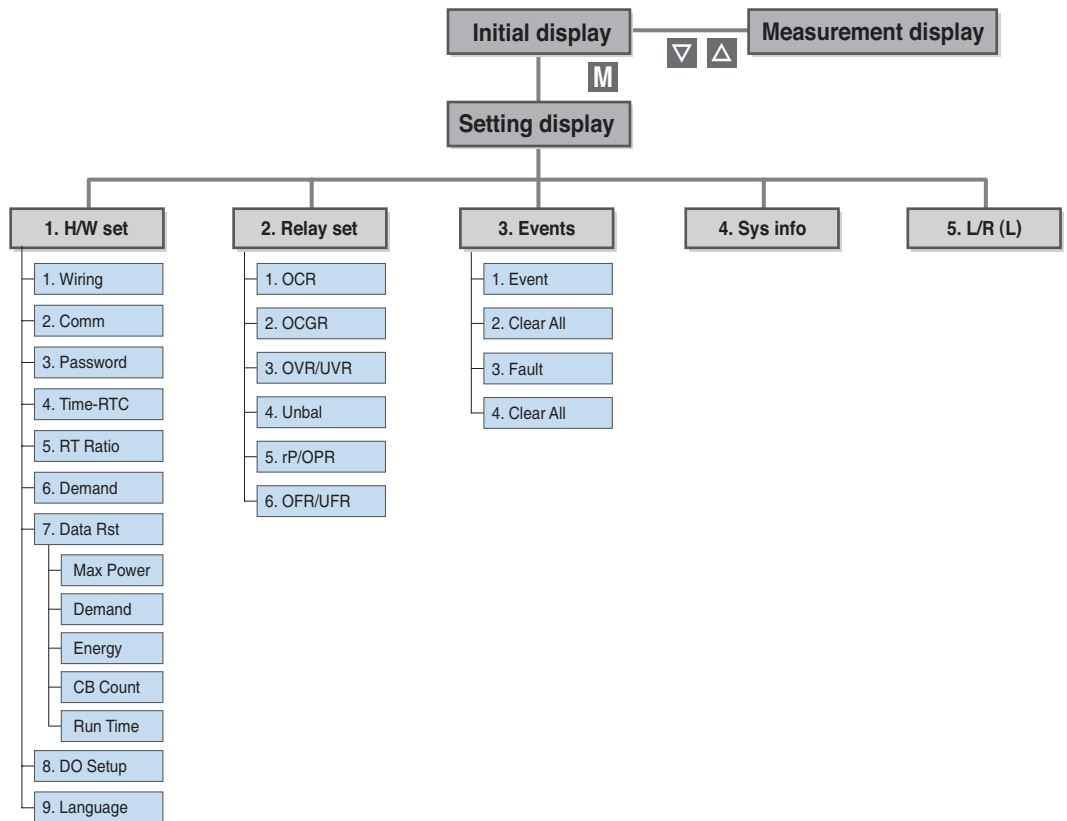 Initial display
Measurement display
M
Setting display
1. H/W set
2. Relay set
3. Events
4. Sys info
5. L/R (L)
1. Wiring
2. Comm
3. Password
4. Time-RTC
5. RT Ratio
6. Demand
7. Data Rst
Max Power
Demand
Energy
CB Count
Run Time
8. DO Setup
9. Language
1. OCR
2. OCGR
3. OVR/UVR
4. Unbal
5. rP/OPR
6. OFR/UFR
1. Event
2. Clear All
3. Fault
4. Clear All